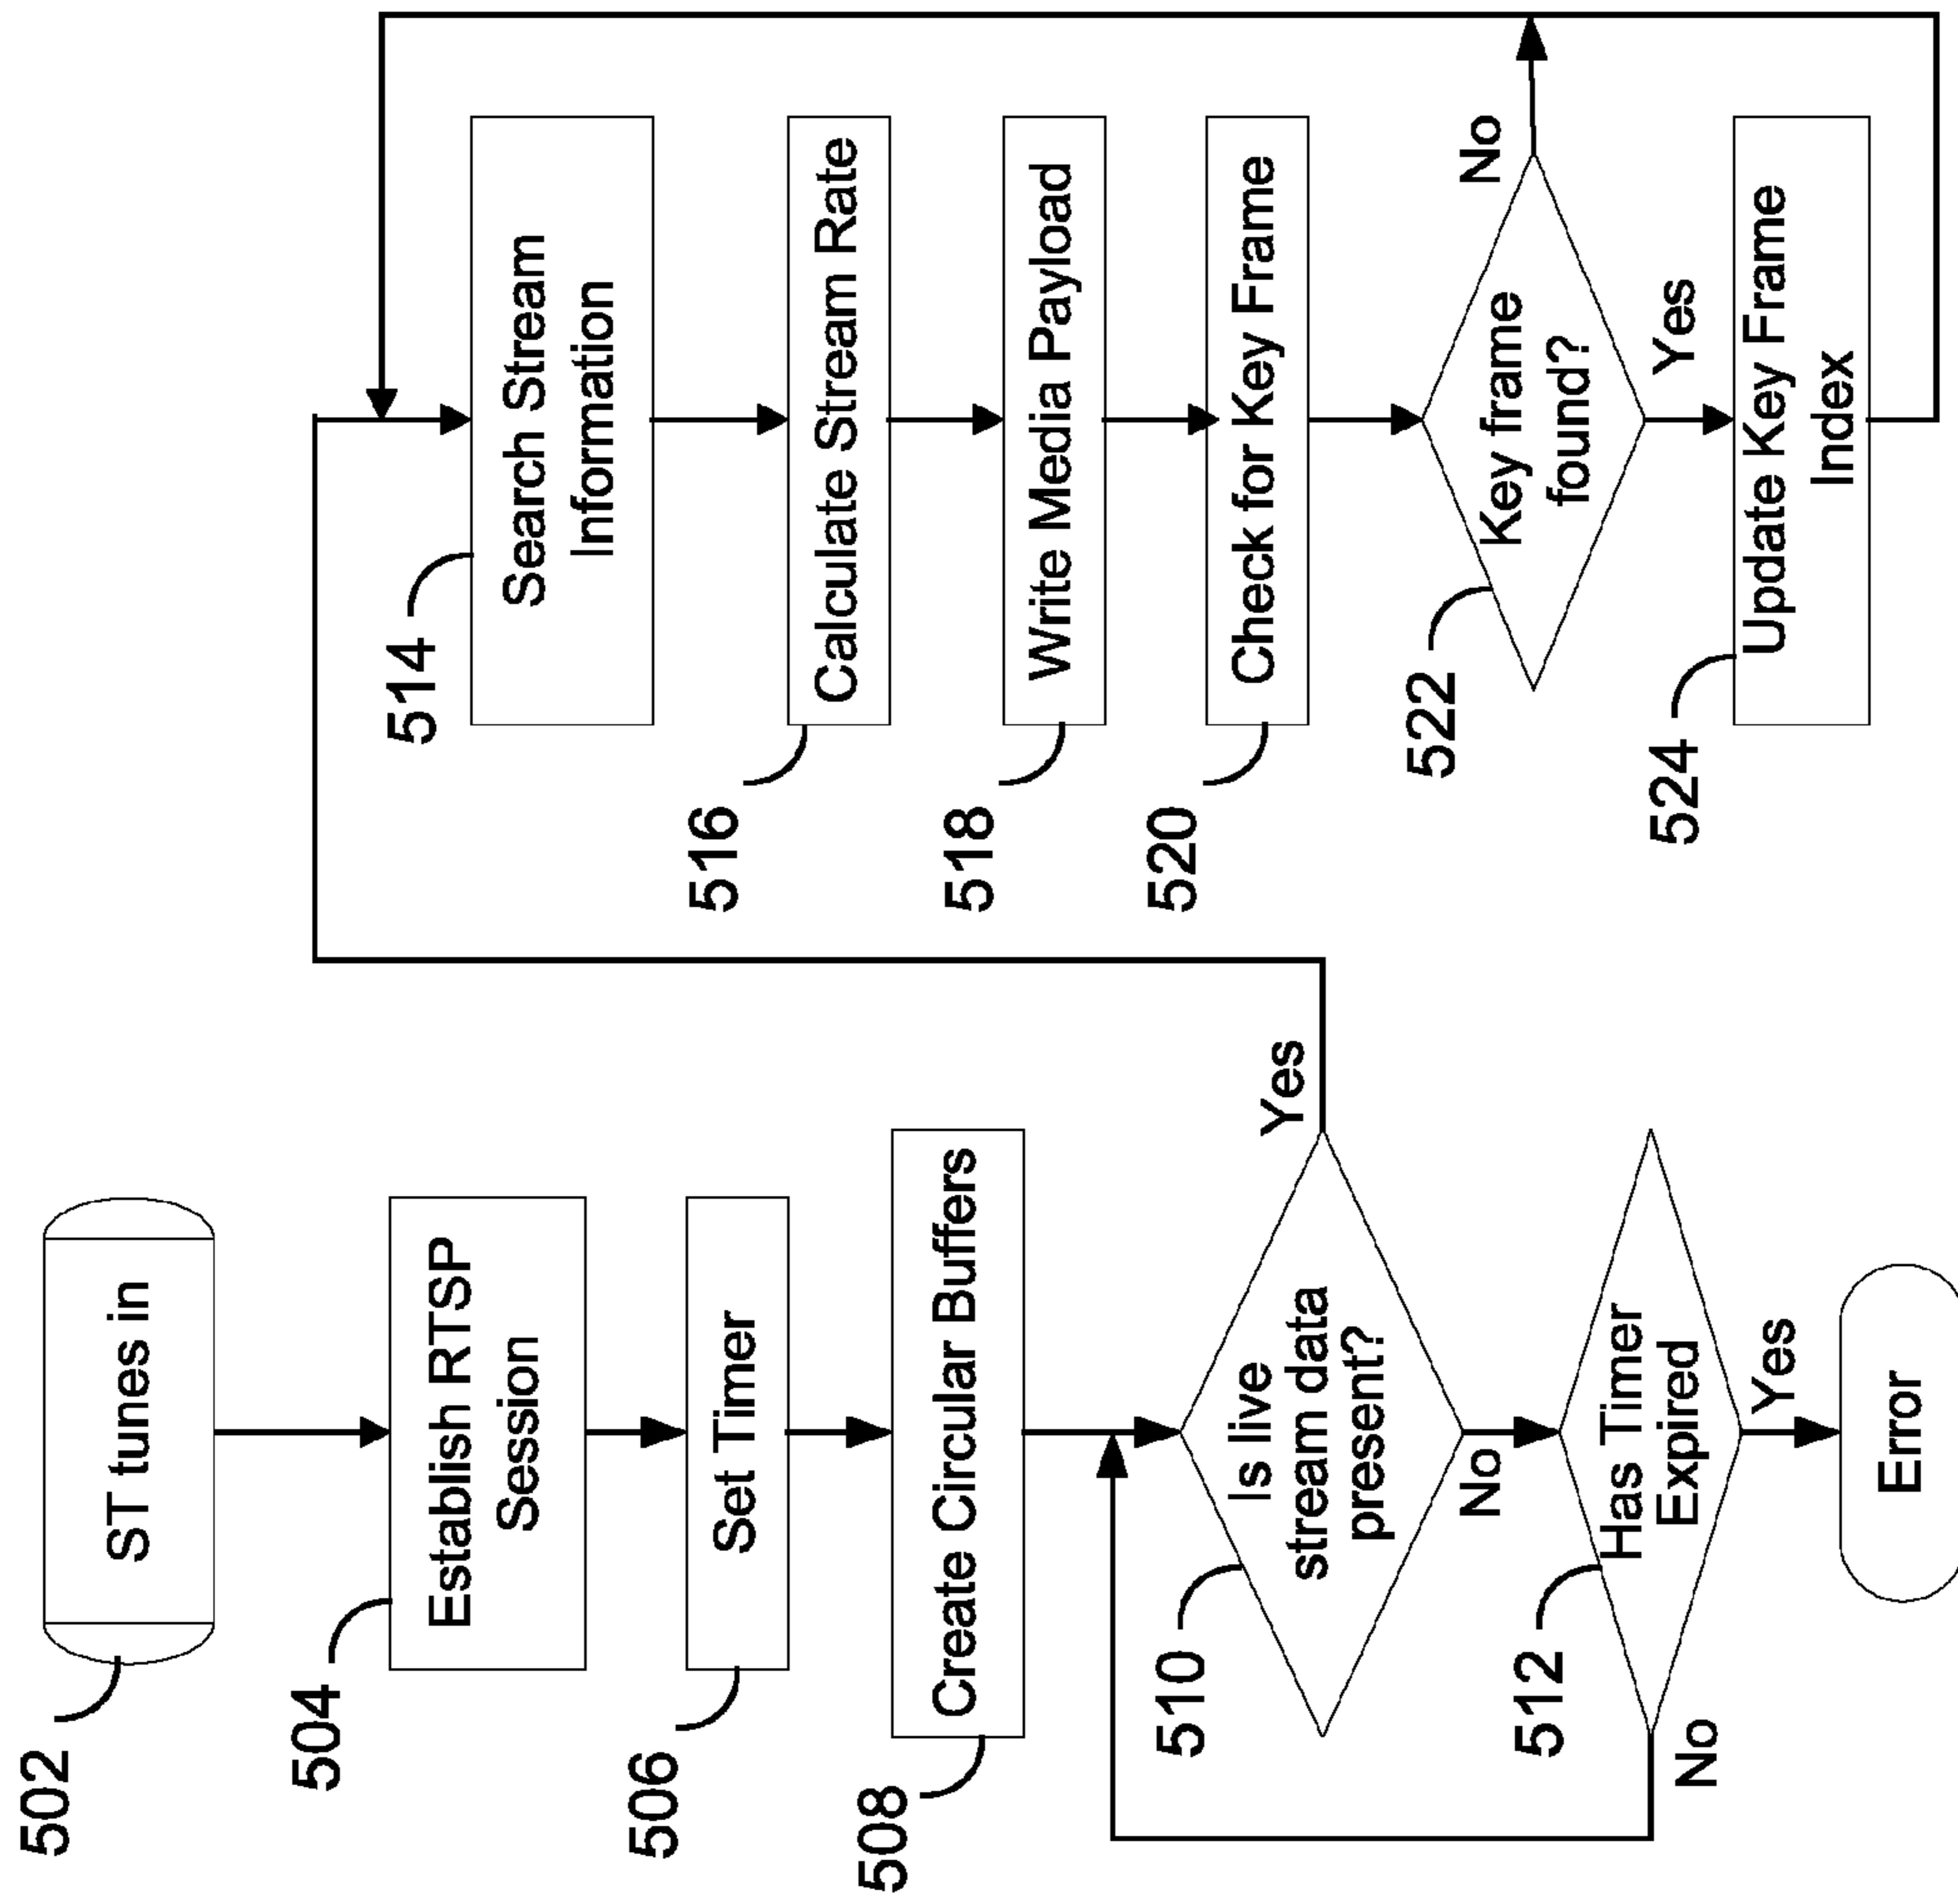 502
ST tunes in
504
Establish RTSP
Session
506
Set Timer
508
Create Circular Buffers
510
Is live
stream data
present?
Yes
No
512
Has Timer
Expired
No
Yes
Error
514
Search Stream
Information
516
Calculate Stream Rate
518
Write Media Payload
520
Check for Key Frame
522
Key frame
found?
No
Yes
524
Update Key Frame
Index